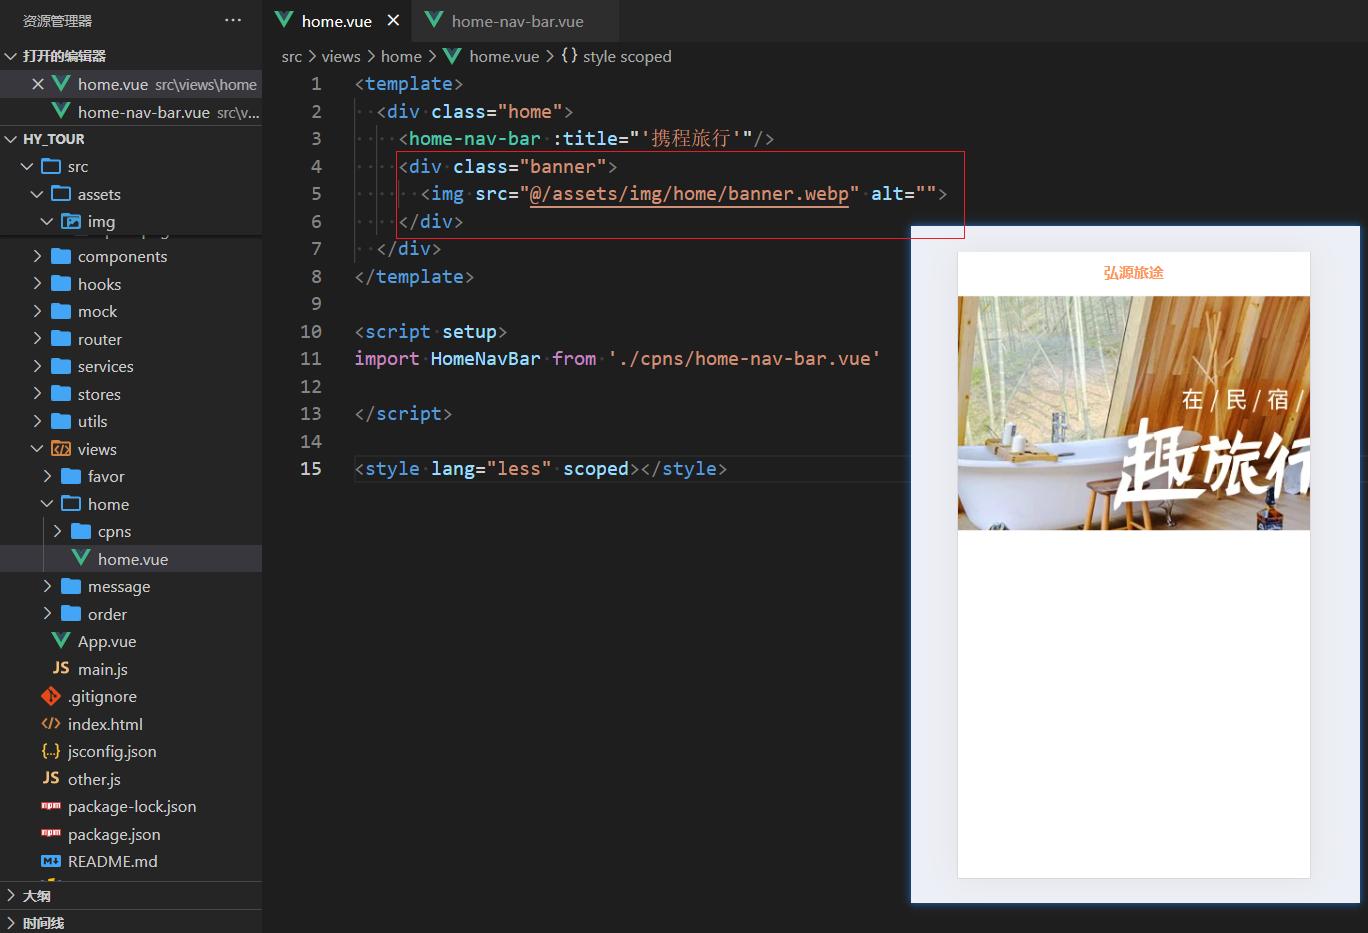 资源管理器 ···
打开的编辑器
home.vue src\views\home
home-nav-bar.vue src\v...
HY_TOUR
src
assets
img
components
hooks
mock
router
services
stores
utils
views
favor
home
cpns
home.vue
message
order
App.vue
JS main.js
.gitignore
index.html
{..} jsconfig.json
JS other.js
npm package-lock.json
npm package.json
README.md
大纲
时间线
home.vue
home-nav-bar.vue
src > views > home > home.vue > {} style scoped
1 <template>
2 <div class="home">
3 <home-nav-bar :title="'携程旅行'"/>
4 <div class="banner">
5 <img src="@/assets/img/home/banner.webp" alt="">
6 </div>
7 </div>
8 </template>
9
10 <script setup>
11 import HomeNavBar from './cpns/home-nav-bar.vue'
12
13 </script>
14
15 <style lang="less" scoped></style>
弘源旅途
在/民/宿/
趣旅行